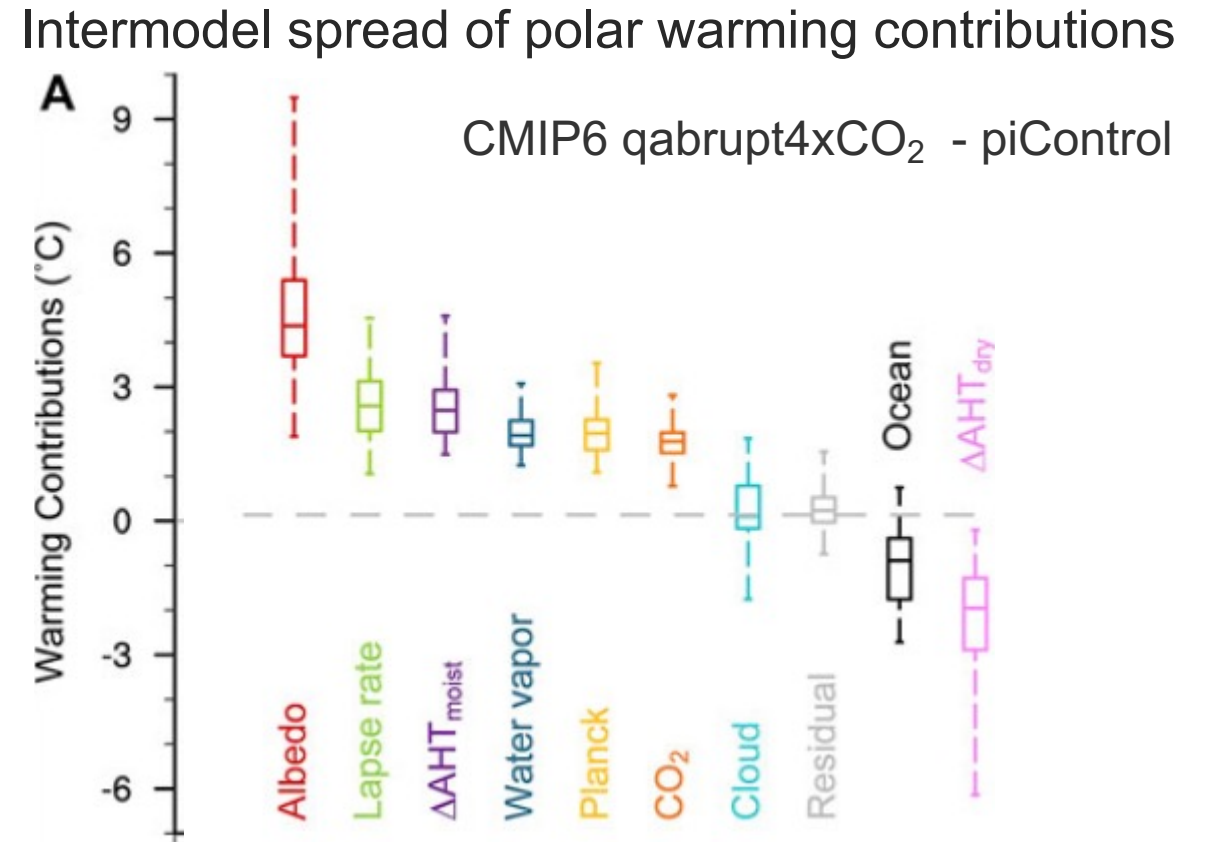 Intermodel spread of polar warming contributions
A
CMIP6 qabrupt4xCO₂ - piControl
Warming Contributions (˚C)
9
6
3
0
-3
-6
Albedo
Lapse rate
ΔAHTmoist
Water vapor
Planck
CO₂
Cloud
Residual
Ocean
ΔAHTdry